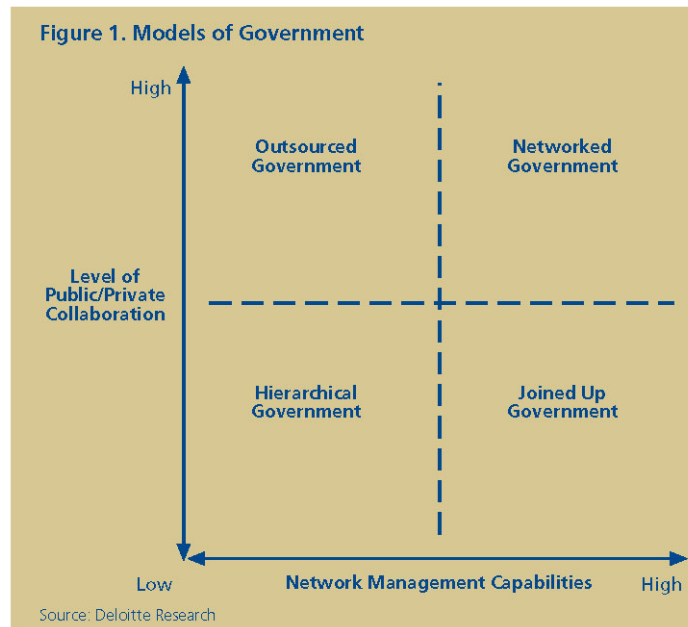 Figure 1. Models of Government
High
Outsourced
Government
Networked
Government
Level of
Public/Private
Collaboration
Hierarchical
Government
Joined Up
Government
Low
Network Management Capabilities
High
Source: Deloitte Research